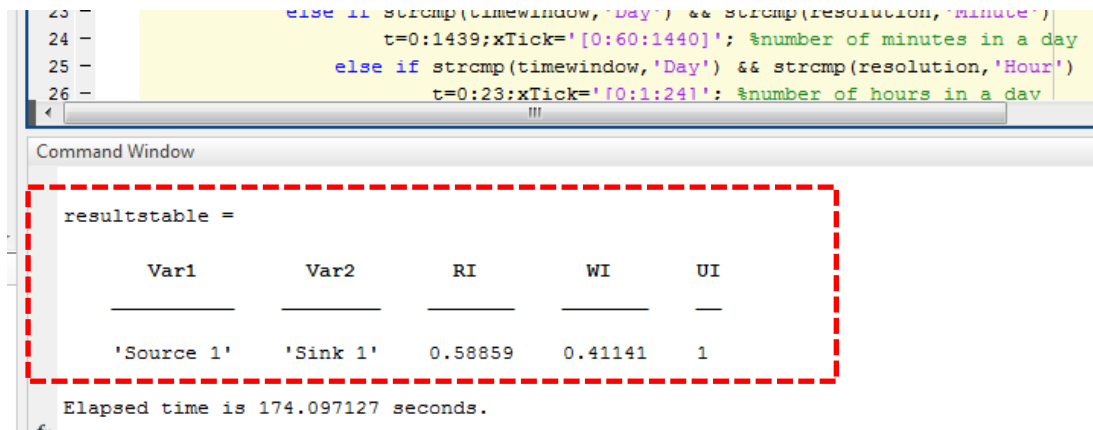 23 - else if strcmp(timewindow,'Day') && strcmp(resolution,'Minute')
24 - t=0:1439;xTick='[0:60:1440]'; %number of minutes in a day
25 - else if strcmp(timewindow,'Day') && strcmp(resolution,'Hour')
26 - t=0:23;xTick='[0:1:24]'; %number of hours in a day
Command Window
resultstable =
Var1 Var2 RI WI UI
'Source 1' 'Sink 1' 0.58859 0.41141 1
Elapsed time is 174.097127 seconds.